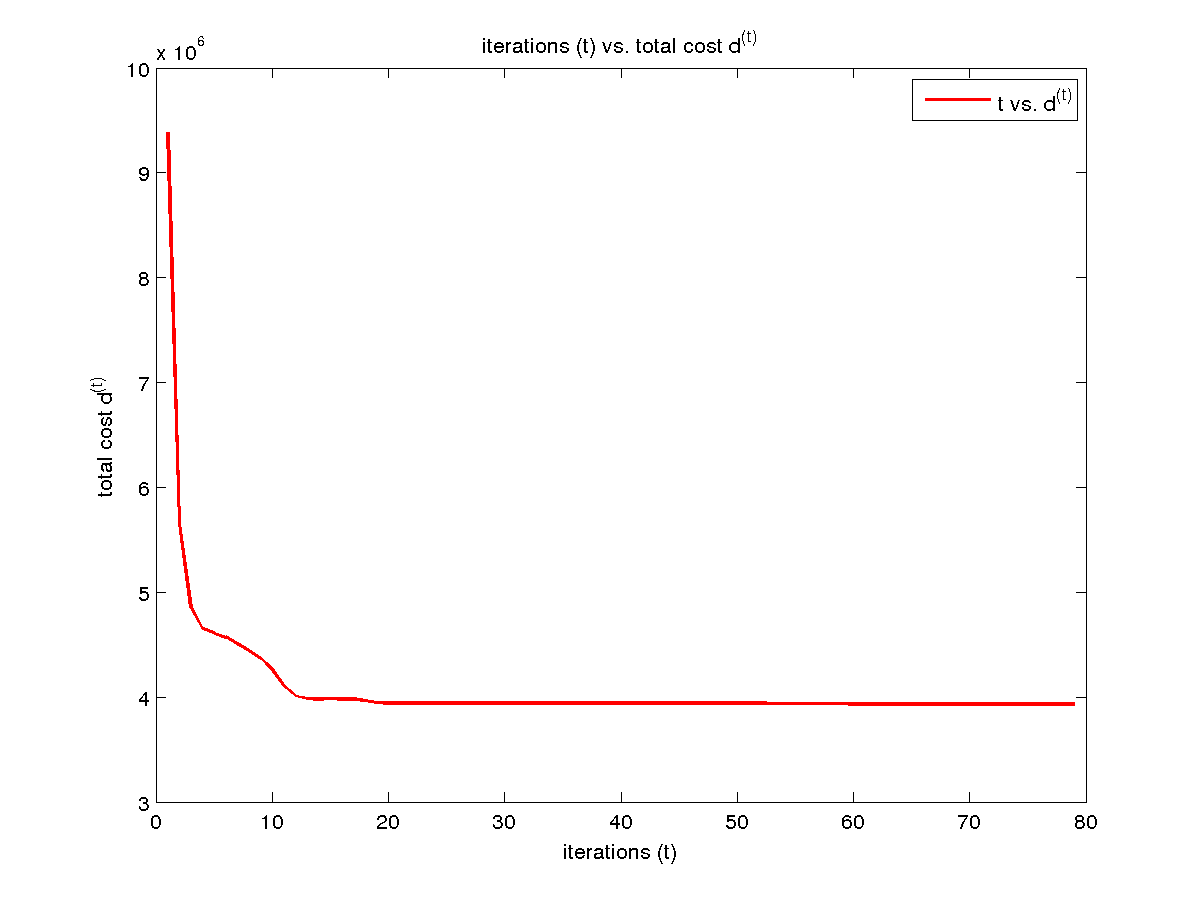 iterations (t) vs. total cost d^(t)
x 10^6
t vs. d^(t)
10
9
8
7
6
5
4
3
total cost d^(t)
0 10 20 30 40 50 60 70 80
iterations (t)